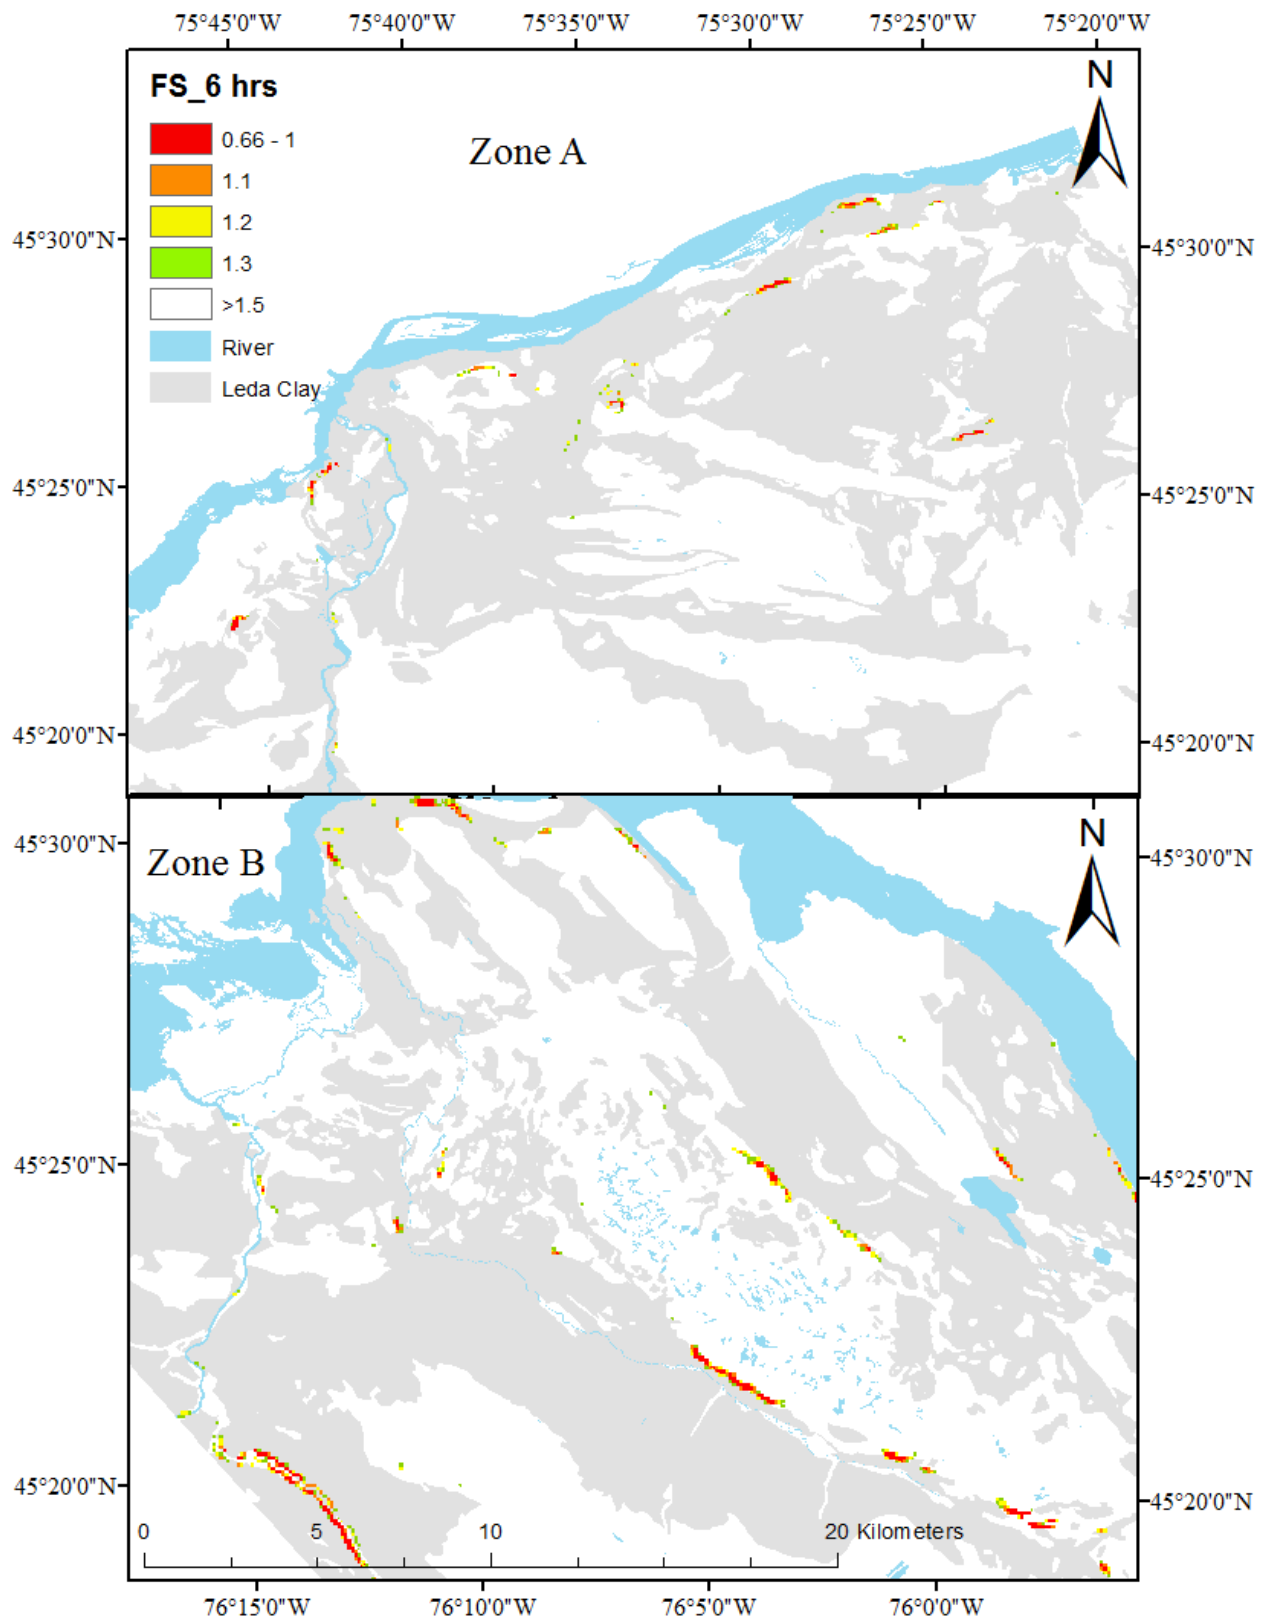 75°45'0"W 75°40'0"W 75°35'0"W 75°30'0"W 75°25'0"W 75°20'0"W
FS_6 hrs
N
0.66 - 1
Zone A
1.1
1.2
45°30'0"N
45°30'0"N
1.3
>1.5
River
Leda Clay
45°25'0"N
45°25'0"N
45°20'0"N
45°20'0"N
N
45°30'0"N
45°30'0"N
Zone B
45°25'0"N
45°25'0"N
45°20'0"N
45°20'0"N
0 5 10 20 Kilometers
76°15'0"W 76°10'0"W 76°5'0"W 76°0'0"W